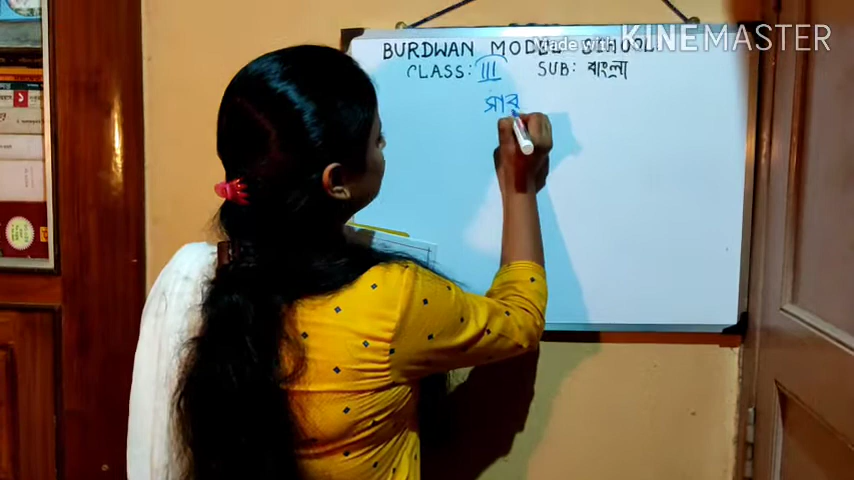 Made with KINEMASTER
BURDWAN MODEL SCHOOL
CLASS: III SUB: বাংলা
সাব